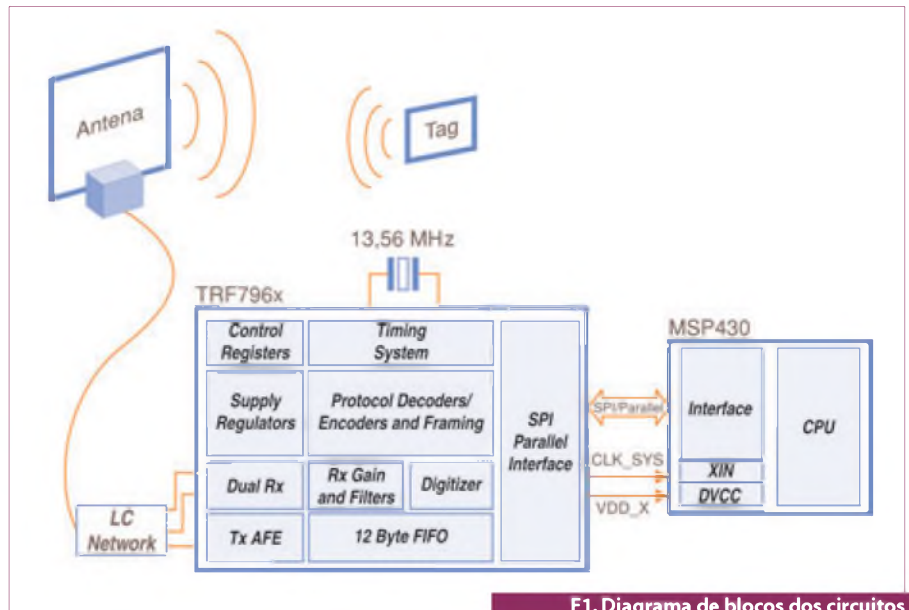 Antena
Tag
13,56 MHz
TRF796x
Control
Registers
Timing
System
Supply
Regulators
Protocol Decoders/
Encoders and Framing
SPI
Parallel
Interface
Dual Rx
Rx Gain
and Filters
Digitizer
Tx AFE
12 Byte FIFO
LC
Network
MSP430
SPI/Parallel
Interface
CPU
CLK_SYS
XIN
VDD_X
DVCC
F1. Diagrama de blocos dos circuitos